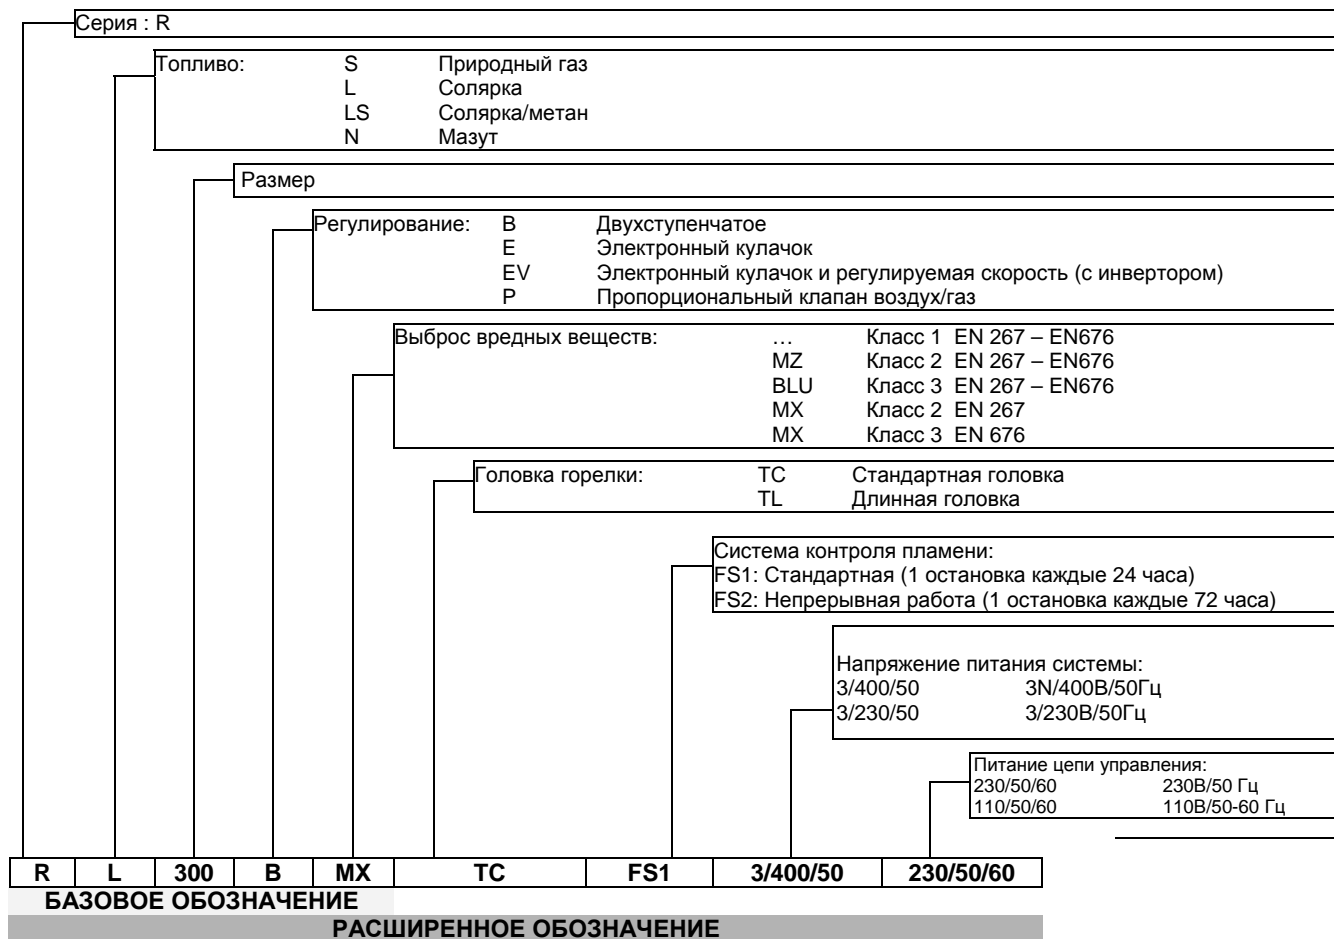 Серия : R
Топливо: S Природный газ
L Солярка
LS Солярка/метан
N Мазут
Размер
Регулирование: B Двухступенчатое
E Электронный кулачок
EV Электронный кулачок и регулируемая скорость (с инвертором)
P Пропорциональный клапан воздух/газ
Выброс вредных веществ: … Класс 1 EN 267 – EN676
MZ Класс 2 EN 267 – EN676
BLU Класс 3 EN 267 – EN676
MX Класс 2 EN 267
MX Класс 3 EN 676
Головка горелки: TC Стандартная головка
TL Длинная головка
Система контроля пламени:
FS1: Стандартная (1 остановка каждые 24 часа)
FS2: Непрерывная работа (1 остановка каждые 72 часа)
Напряжение питания системы:
3/400/50 3N/400В/50Гц
3/230/50 3/230В/50Гц
Питание цепи управления:
230/50/60 230В/50 Гц
110/50/60 110В/50-60 Гц
R L 300 B MX TC FS1 3/400/50 230/50/60
БАЗОВОЕ ОБОЗНАЧЕНИЕ
РАСШИРЕННОЕ ОБОЗНАЧЕНИЕ